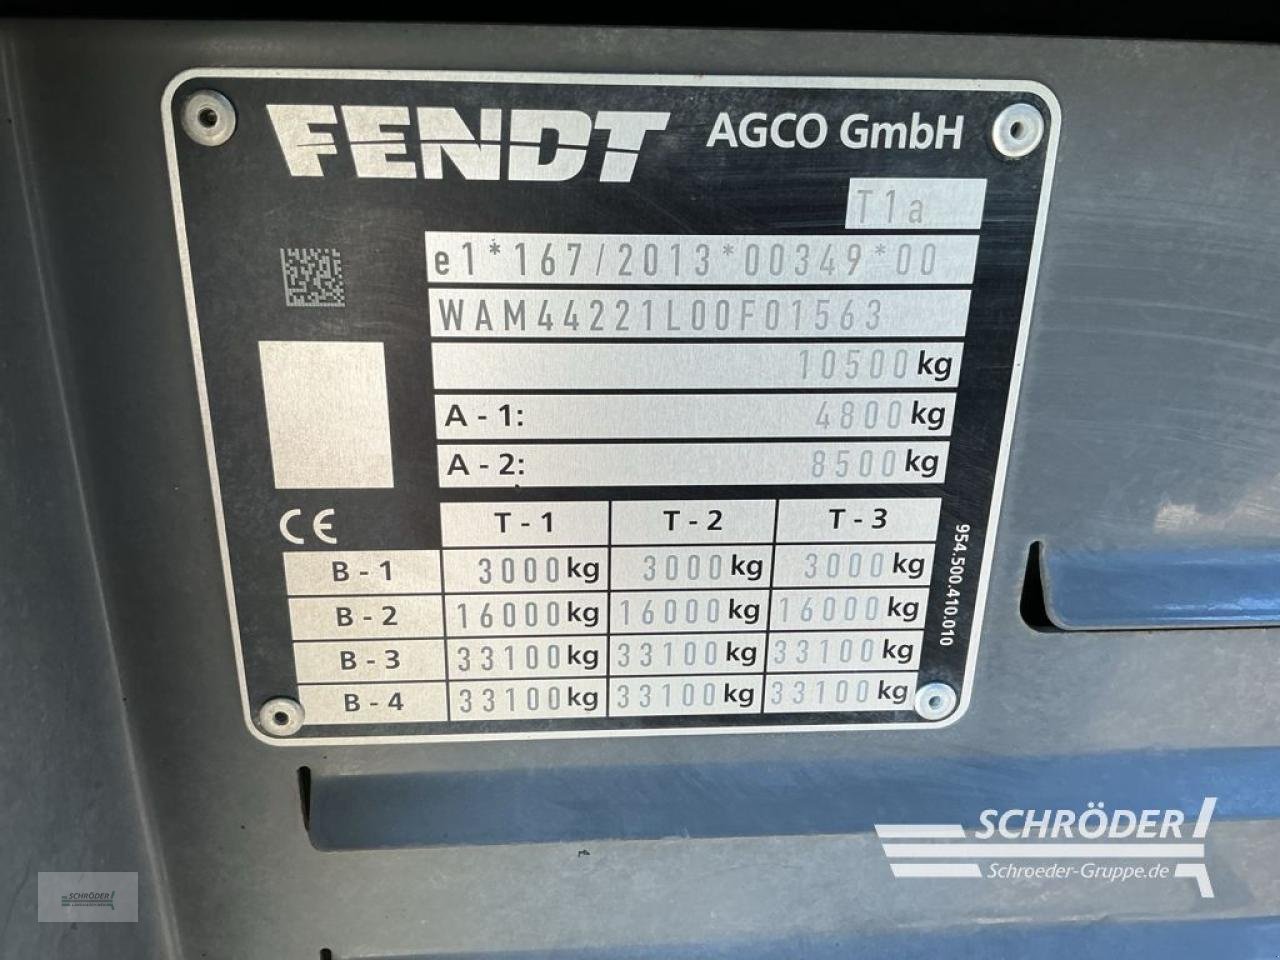 FENDT AGCO GmbH
T1a
e1*167/2013*00349*00
WAM44221L00F01563
10500 kg
A - 1: 4800 kg
A - 2: 8500 kg
CE T - 1 T - 2 T - 3
B - 1 3000 kg 3000 kg 3000 kg
B - 2 16000 kg 16000 kg 16000 kg
B - 3 33100 kg 33100 kg 33100 kg
B - 4 33100 kg 33100 kg 33100 kg
954.500.410.010
SCHRÖDER
Schroeder-Gruppe.de
SCHRÖDER